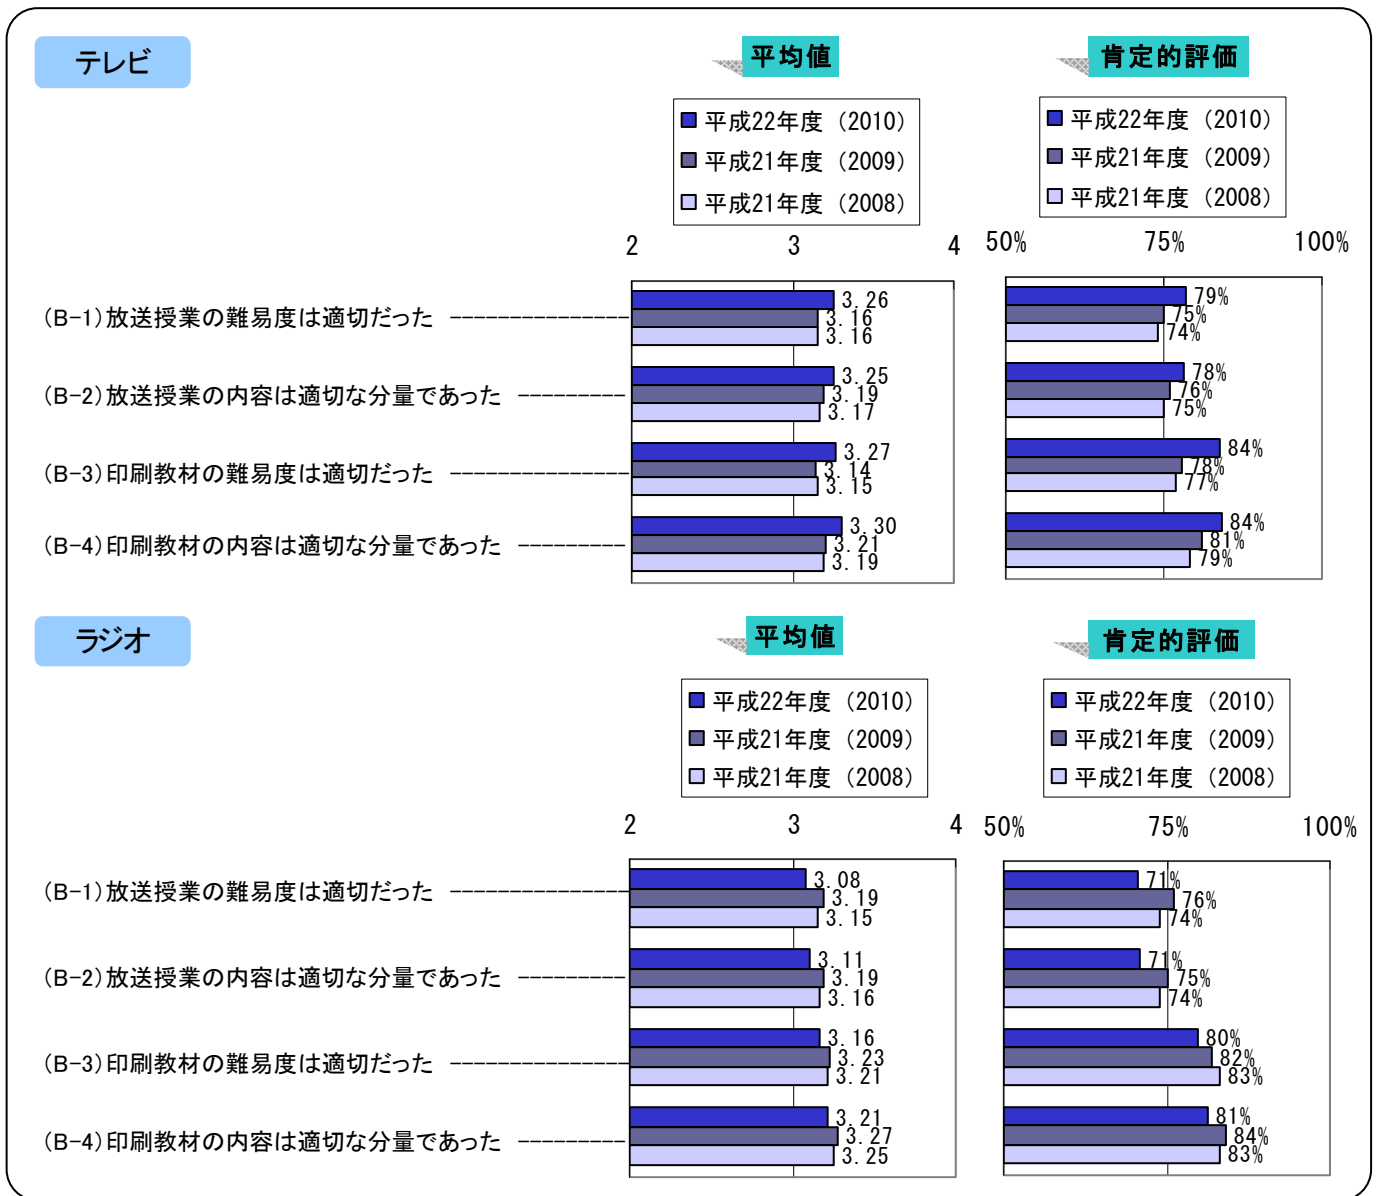 テレビ
平均値
肯定的評価
平成22年度（2010）
平成21年度（2009）
平成21年度（2008）
平成22年度（2010）
平成21年度（2009）
平成21年度（2008）
2 3 4
50% 75% 100%
（B-1）放送授業の難易度は適切だった
3.26
3.16
3.16
79%
75%
74%
（B-2）放送授業の内容は適切な分量であった
3.25
3.19
3.17
78%
76%
75%
（B-3）印刷教材の難易度は適切だった
3.27
3.14
3.15
84%
78%
77%
（B-4）印刷教材の内容は適切な分量であった
3.30
3.21
3.19
84%
81%
79%
ラジオ
平均値
肯定的評価
平成22年度（2010）
平成21年度（2009）
平成21年度（2008）
平成22年度（2010）
平成21年度（2009）
平成21年度（2008）
2 3 4
50% 75% 100%
（B-1）放送授業の難易度は適切だった
3.08
3.19
3.15
71%
76%
74%
（B-2）放送授業の内容は適切な分量であった
3.11
3.19
3.16
71%
75%
74%
（B-3）印刷教材の難易度は適切だった
3.16
3.23
3.21
80%
82%
83%
（B-4）印刷教材の内容は適切な分量であった
3.21
3.27
3.25
81%
84%
83%